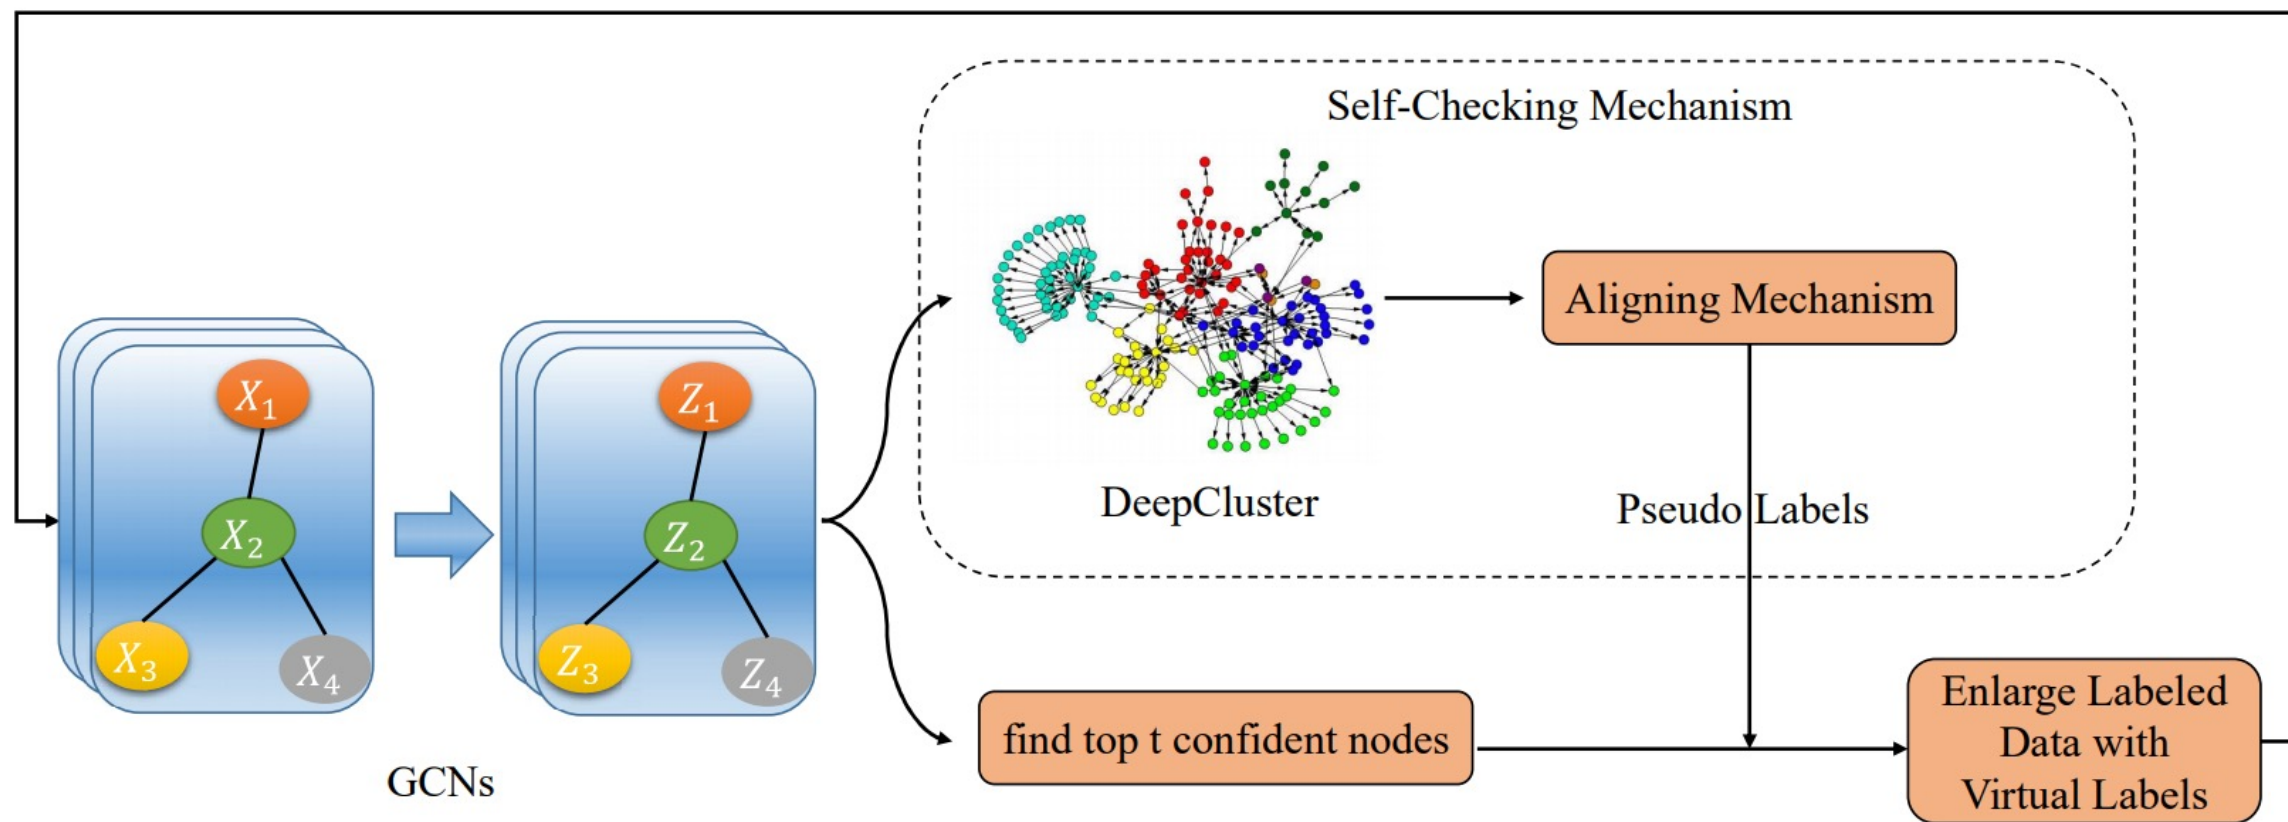 Self-Checking Mechanism
Aligning Mechanism
X₁
X₂
X₃
X₄
Z₁
Z₂
Z₃
Z₄
DeepCluster
Pseudo Labels
GCNs
find top t confident nodes
Enlarge Labeled
Data with
Virtual Labels